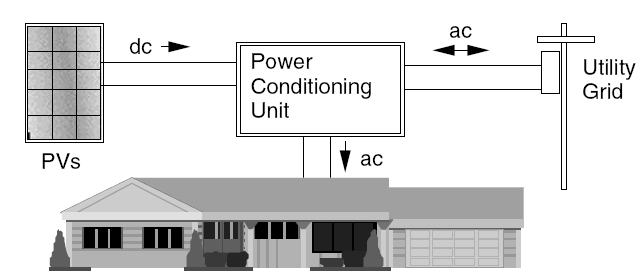 dc
Power
Conditioning
Unit
ac
Utility
Grid
PVs
ac